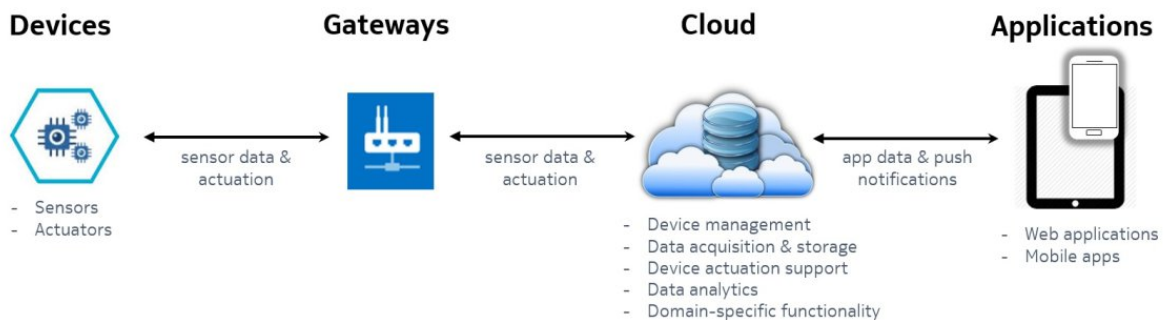 Devices
Gateways
Cloud
Applications
sensor data &
actuation
sensor data &
actuation
app data & push
notifications
- Sensors
- Actuators
- Device management
- Data acquisition & storage
- Device actuation support
- Data analytics
- Domain-specific functionality
- Web applications
- Mobile apps